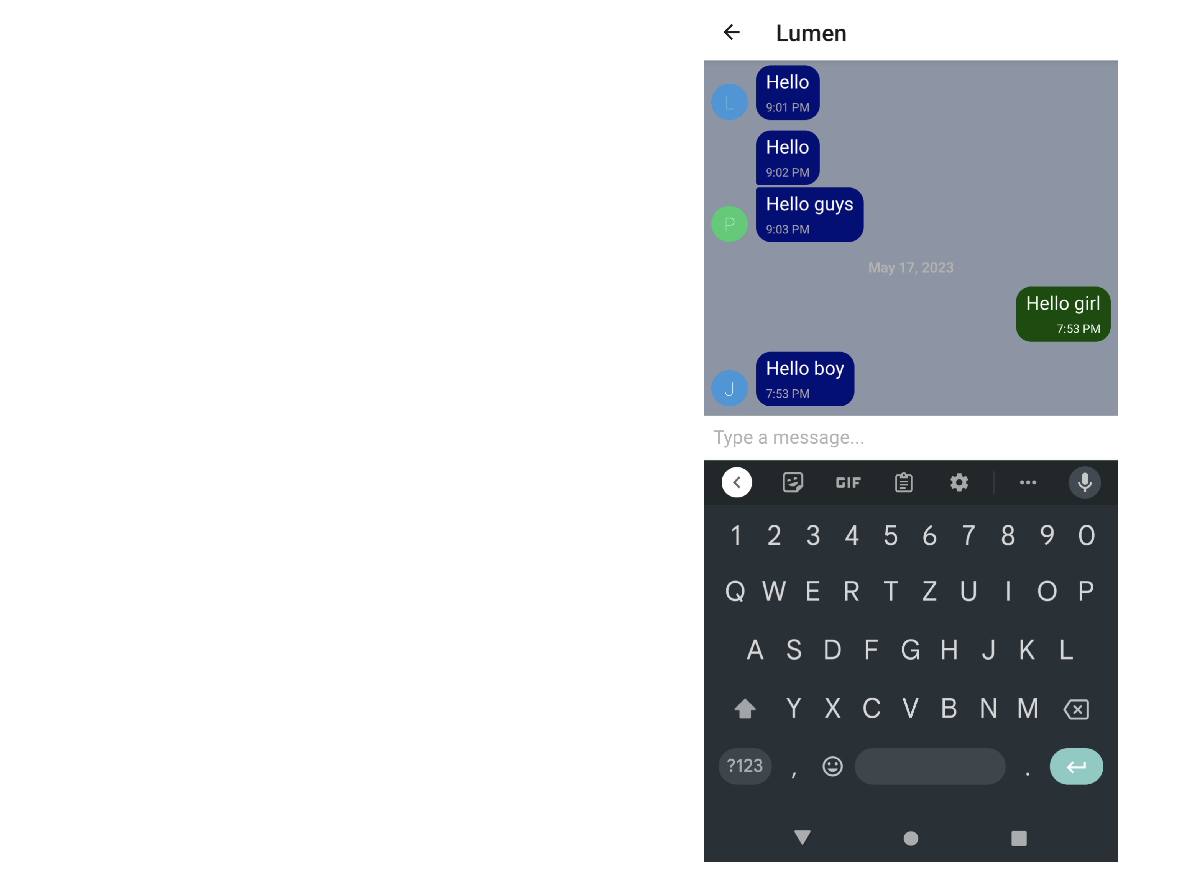 Lumen
Hello
L
9:01 PM
Hello
9:02 PM
Hello guys
P
9:03 PM
May 17, 2023
Hello girl
7:53 PM
Hello boy
J
7:53 PM
Type a message...
GIF
1 2 3 4 5 6 7 8 9 0
Q W E R T Z U I O P
A S D F G H J K L
Y X C V B N M
?123 , .